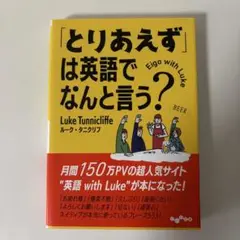 「とりあえず」
は英語で
なんと言う?
Eigo with Luke
BEER
Luke Tunnicliffe
ルーク・タニクリフ
月間150万PVの超人気サイト
"英語 with Luke"が本になった!